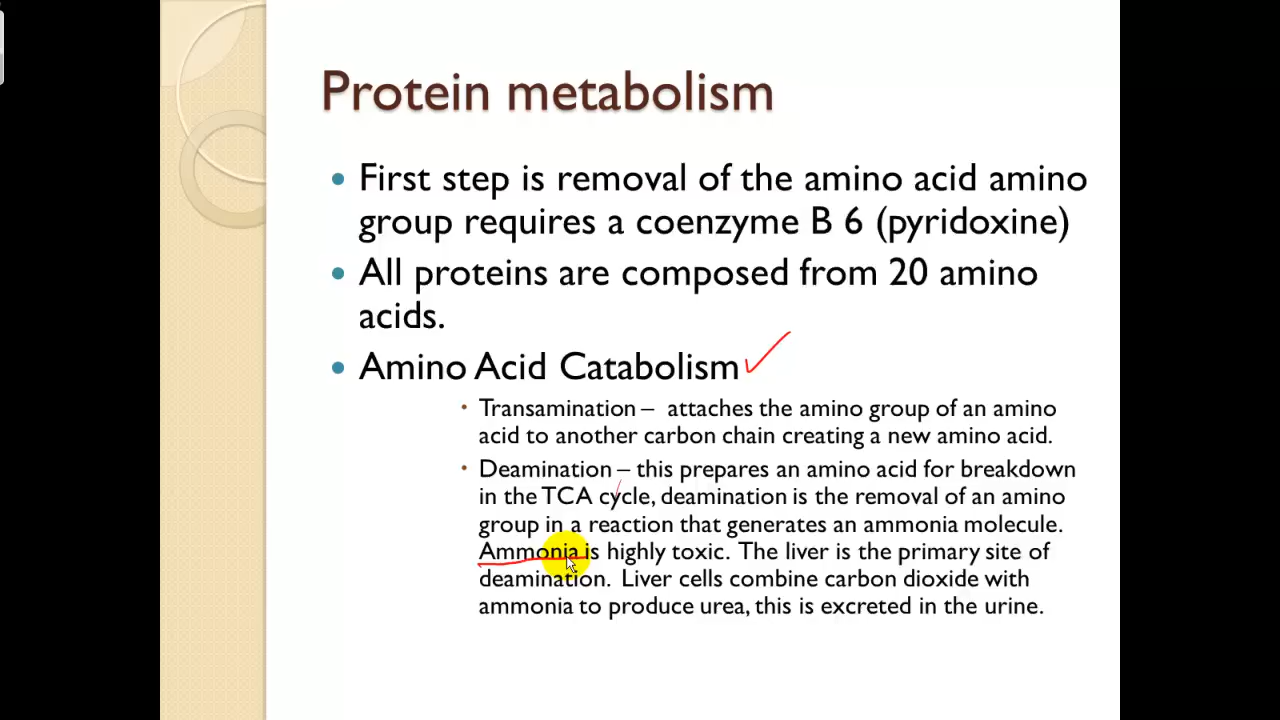 Protein metabolism
• First step is removal of the amino acid amino
group requires a coenzyme B 6 (pyridoxine)
• All proteins are composed from 20 amino
acids.
• Amino Acid Catabolism
• Transamination – attaches the amino group of an amino
acid to another carbon chain creating a new amino acid.
• Deamination – this prepares an amino acid for breakdown
in the TCA cycle, deamination is the removal of an amino
group in a reaction that generates an ammonia molecule.
Ammonia is highly toxic. The liver is the primary site of
deamination. Liver cells combine carbon dioxide with
ammonia to produce urea, this is excreted in the urine.